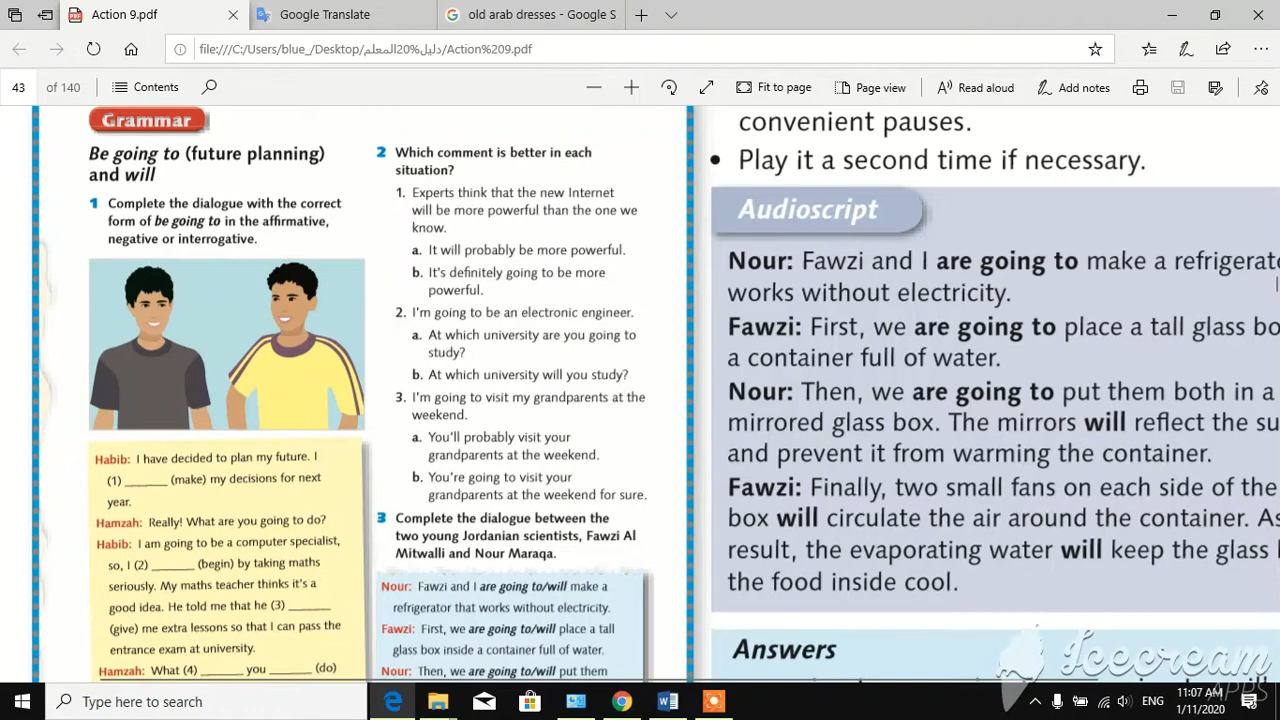 Action 9.pdf
Google Translate
old arab dresses - Google S
file:///C:/Users/blue_/Desktop/دليل%20المعلم/Action%209.pdf
43 of 140
Contents
Fit to page
Page view
Read aloud
Add notes
Grammar
Be going to (future planning)
and will
1 Complete the dialogue with the correct
form of be going to in the affirmative,
negative or interrogative.
Habib: I have decided to plan my future. I
(1) _______ (make) my decisions for next
year.
Hamzah: Really! What are you going to do?
Habib: I am going to be a computer specialist,
so, I (2) _______ (begin) by taking maths
seriously. My maths teacher thinks it's a
good idea. He told me that he (3) _______
(give) me extra lessons so that I can pass the
entrance exam at university.
Hamzah: What (4) _______ you _______ (do)
2 Which comment is better in each
situation?
1. Experts think that the new Internet
will be more powerful than the one we
know.
a. It will probably be more powerful.
b. It's definitely going to be more
powerful.
2. I'm going to be an electronic engineer.
a. At which university are you going to
study?
b. At which university will you study?
3. I'm going to visit my grandparents at the
weekend.
a. You'll probably visit your
grandparents at the weekend.
b. You're going to visit your
grandparents at the weekend for sure.
3 Complete the dialogue between the
two young Jordanian scientists, Fawzi Al
Mitwalli and Nour Maraqa.
Nour: Fawzi and I are going to/will make a
refrigerator that works without electricity.
Fawzi: First, we are going to/will place a tall
glass box inside a container full of water.
Nour: Then, we are going to/will put them
convenient pauses.
• Play it a second time if necessary.
Audioscript
Nour: Fawzi and I are going to make a refrigerato
works without electricity.
Fawzi: First, we are going to place a tall glass bo
a container full of water.
Nour: Then, we are going to put them both in a
mirrored glass box. The mirrors will reflect the su
and prevent it from warming the container.
Fawzi: Finally, two small fans on each side of the
box will circulate the air around the container. As
result, the evaporating water will keep the glass b
the food inside cool.
Answers
Icecream
APPS
Type here to search
ENG
11:07 AM
1/11/2020